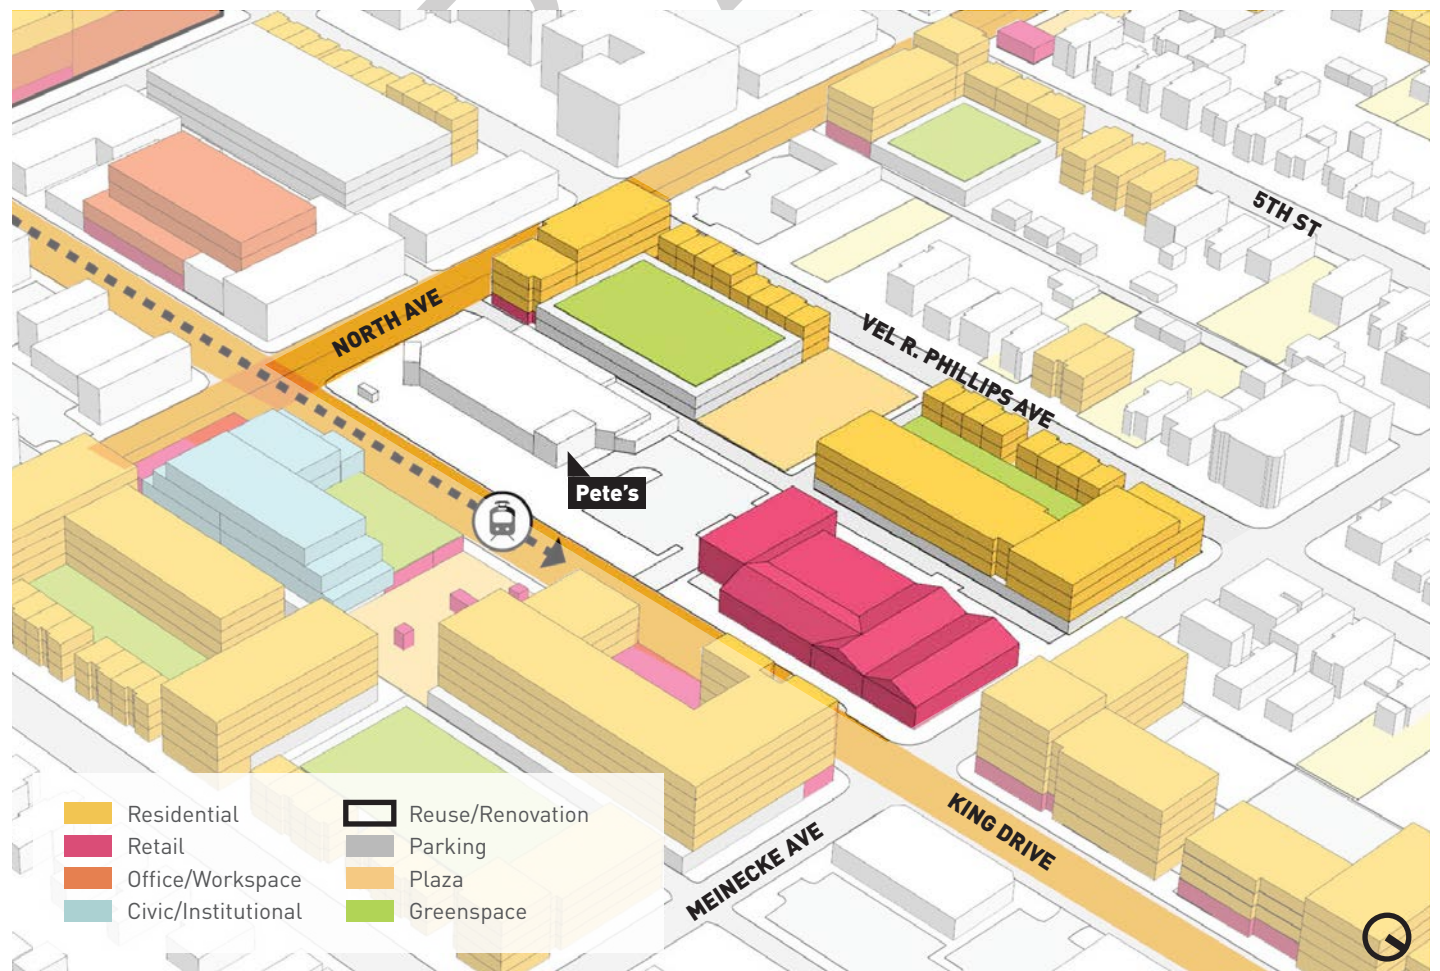 5TH ST
NORTH AVE
VEL R. PHILLIPS AVE
Pete's
KING DRIVE
MEINECKE AVE
Residential
Retail
Office/Workspace
Civic/Institutional
Reuse/Renovation
Parking
Plaza
Greenspace